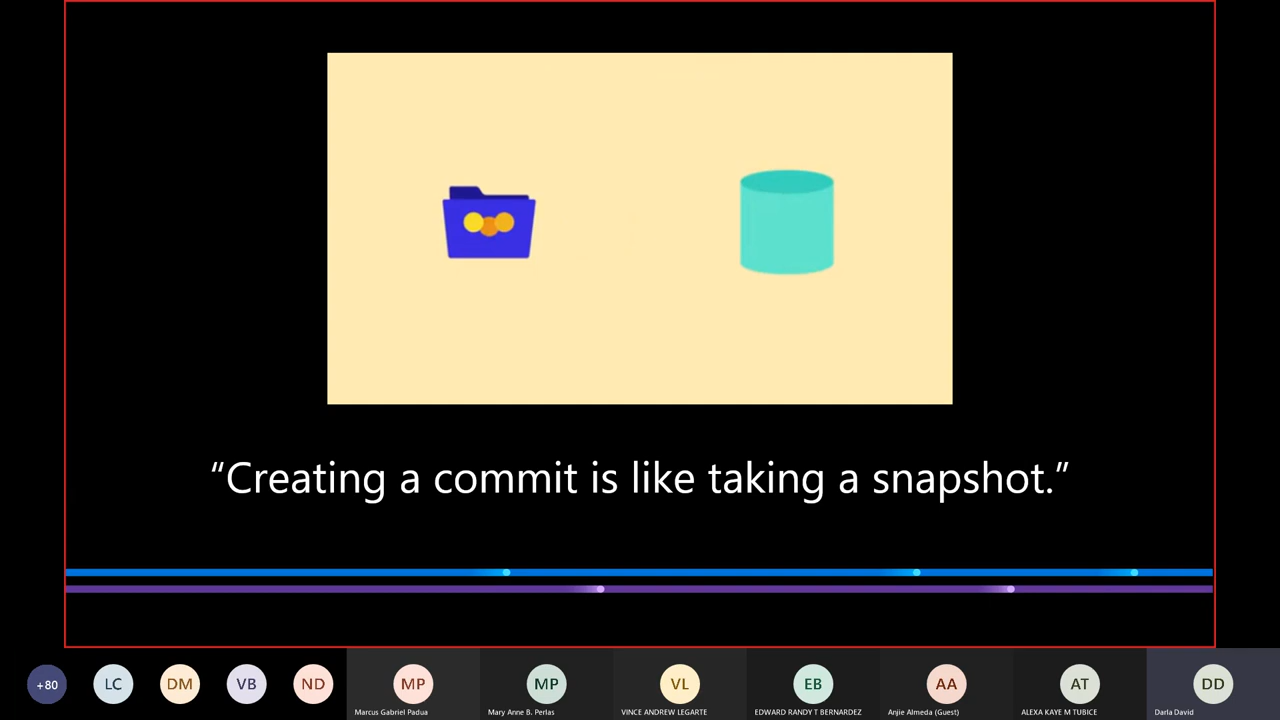 “Creating a commit is like taking a snapshot.”
+80
LC
DM
VB
ND
MP
MP
VL
EB
AA
AT
DD
Marcus Gabriel Padua
Mary Anne B. Perlas
VINCE ANDREW LEGARTE
EDWARD RANDY T BERNARDEZ
Anjie Almeda (Guest)
ALEXA KAYE M TUBICE
Darla David